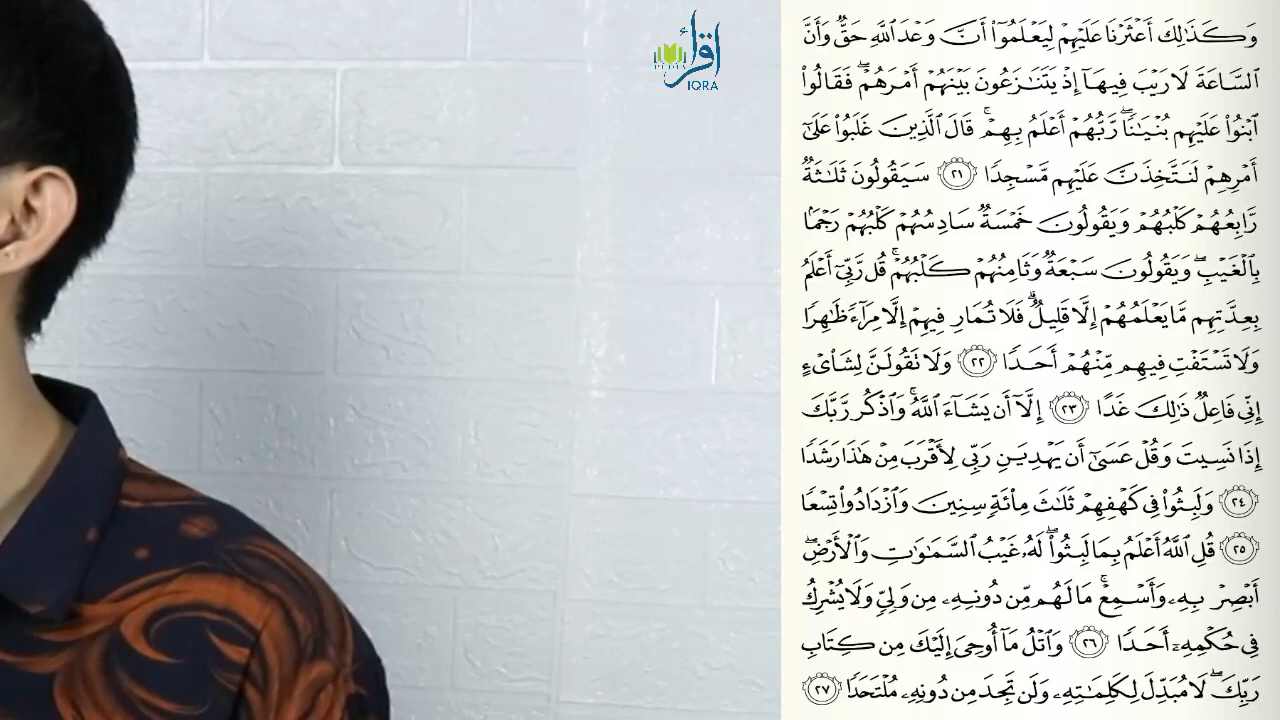 اقرأ
MEDIA
IQRA
وَكَذَٰلِكَ أَعْثَرْنَا عَلَيْهِمْ لِيَعْلَمُوٓا۟ أَنَّ وَعْدَ ٱللَّهِ حَقٌّ وَأَنَّ
ٱلسَّاعَةَ لَا رَيْبَ فِيهَآ إِذْ يَتَنَـٰزَعُونَ بَيْنَهُمْ أَمْرَهُمْ ۖ فَقَالُوا۟
ٱبْنُوا۟ عَلَيْهِم بُنْيَـٰنًا ۖ رَّبُّهُمْ أَعْلَمُ بِهِمْ ۚ قَالَ ٱلَّذِينَ غَلَبُوا۟ عَلَىٰٓ
أَمْرِهِمْ لَنَتَّخِذَنَّ عَلَيْهِم مَّسْجِدًا ٢١ سَيَقُولُونَ ثَلَـٰثَةٌ
رَّابِعُهُمْ كَلْبُهُمْ وَيَقُولُونَ خَمْسَةٌ سَادِسُهُمْ كَلْبُهُمْ رَجْمًۢا
بِٱلْغَيْبِ ۖ وَيَقُولُونَ سَبْعَةٌ وَثَامِنُهُمْ كَلْبُهُمْ ۚ قُل رَّبِّىٓ أَعْلَمُ
بِعِدَّتِهِم مَّا يَعْلَمُهُمْ إِلَّا قَلِيلٌ ۗ فَلَا تُمَارِ فِيهِمْ إِلَّا مِرَآءً ظَـٰهِرًا
وَلَا تَسْتَفْتِ فِيهِم مِّنْهُمْ أَحَدًا ٢٢ وَلَا تَقُولَنَّ لِشَا۟ىْءٍ
إِنِّى فَاعِلٌ ذَٰلِكَ غَدًا ٢٣ إِلَّآ أَن يَشَآءَ ٱللَّهُ ۚ وَٱذْكُر رَّبَّكَ
إِذَا نَسِيتَ وَقُلْ عَسَىٰٓ أَن يَهْدِيَنِ رَبِّى لِأَقْرَبَ مِنْ هَـٰذَا رَشَدًا
٢٤ وَلَبِثُوا۟ فِى كَهْفِهِمْ ثَلَـٰثَ مِا۟ئَةٍ سِنِينَ وَٱزْدَادُوا۟ تِسْعًا
٢٥ قُلِ ٱللَّهُ أَعْلَمُ بِمَا لَبِثُوا۟ ۖ لَهُۥ غَيْبُ ٱلسَّمَـٰوَٰتِ وَٱلْأَرْضِ ۖ
أَبْصِرْ بِهِۦ وَأَسْمِعْ ۚ مَا لَهُم مِّن دُونِهِۦ مِن وَلِىٍّ وَلَا يُشْرِكُ
فِى حُكْمِهِۦٓ أَحَدًا ٢٦ وَٱتْلُ مَآ أُوحِىَ إِلَيْكَ مِن كِتَابِ
رَبِّكَ ۖ لَا مُبَدِّلَ لِكَلِمَـٰتِهِۦ وَلَن تَجِدَ مِن دُونِهِۦ مُلْتَحَدًا ٢٧